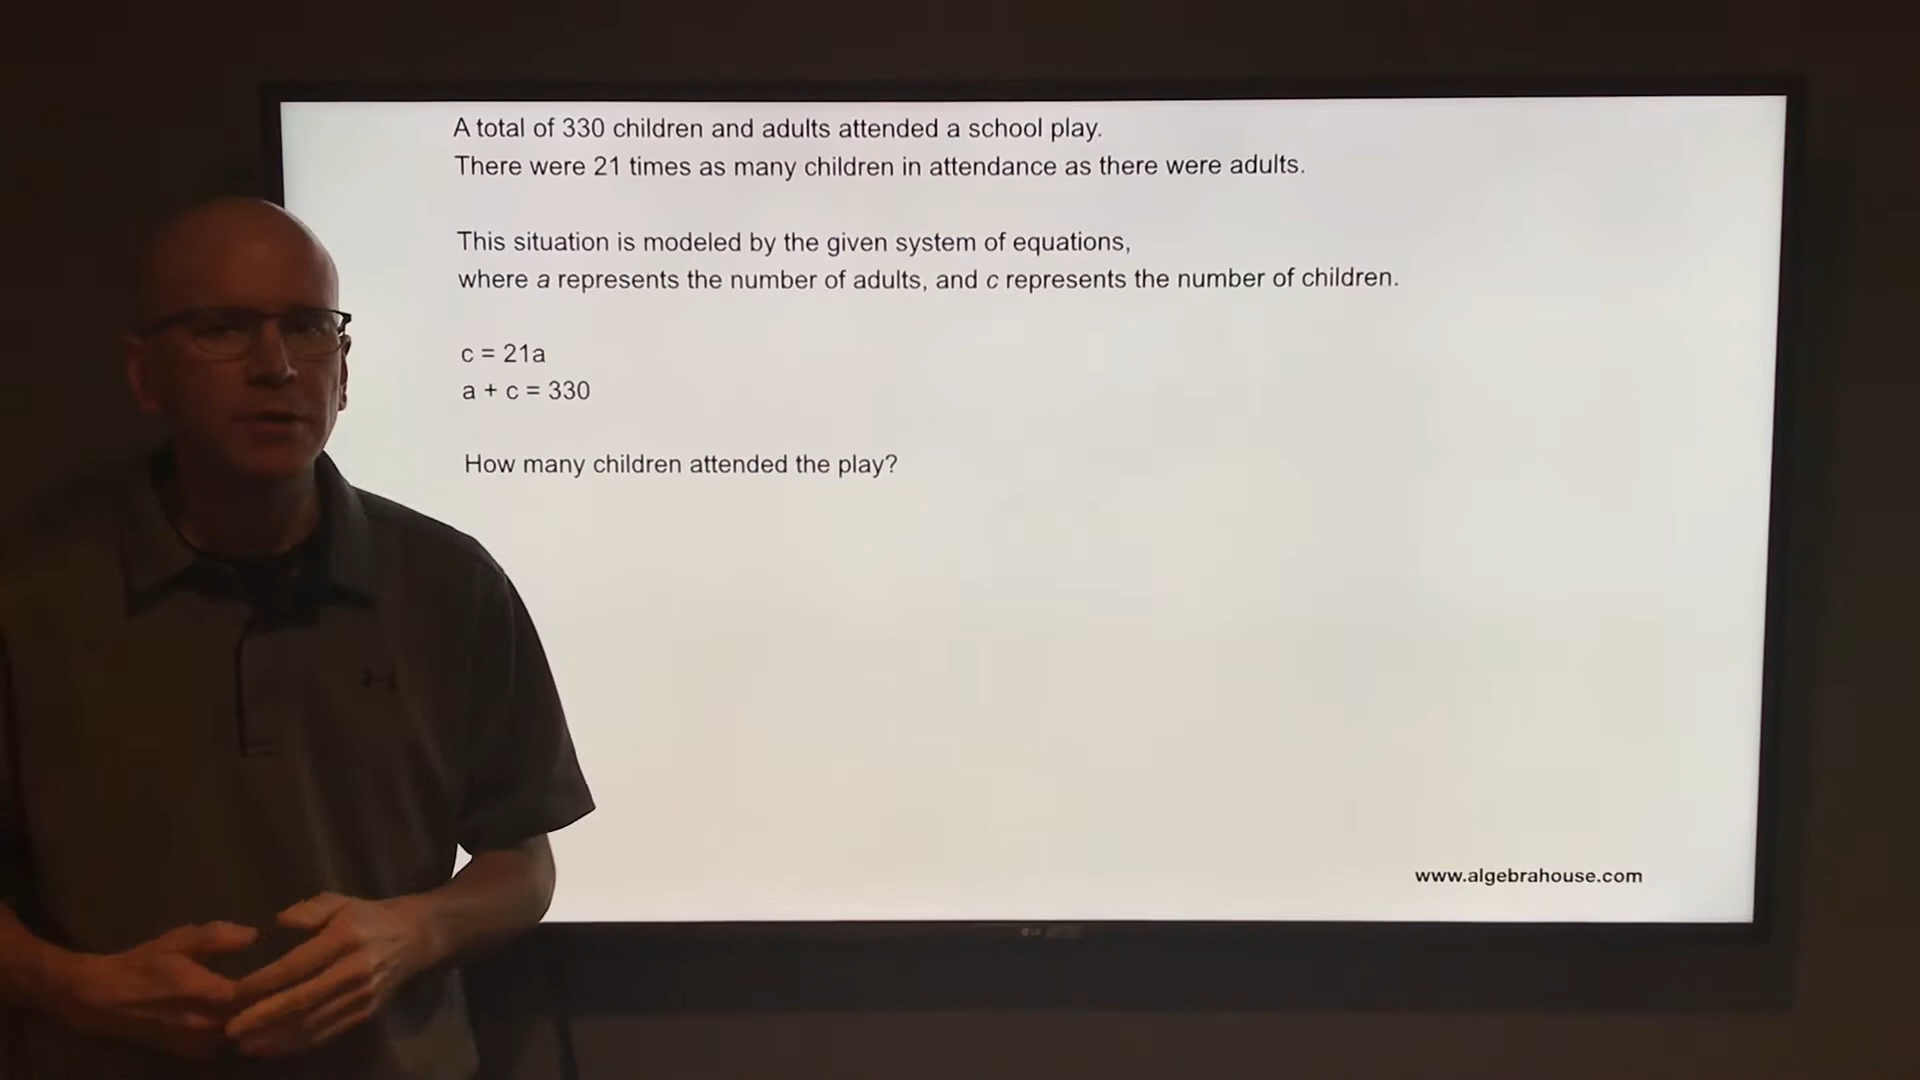 A total of 330 children and adults attended a school play.
There were 21 times as many children in attendance as there were adults.
This situation is modeled by the given system of equations,
where a represents the number of adults, and c represents the number of children.
c = 21a
a + c = 330
How many children attended the play?
www.algebrahouse.com
LG